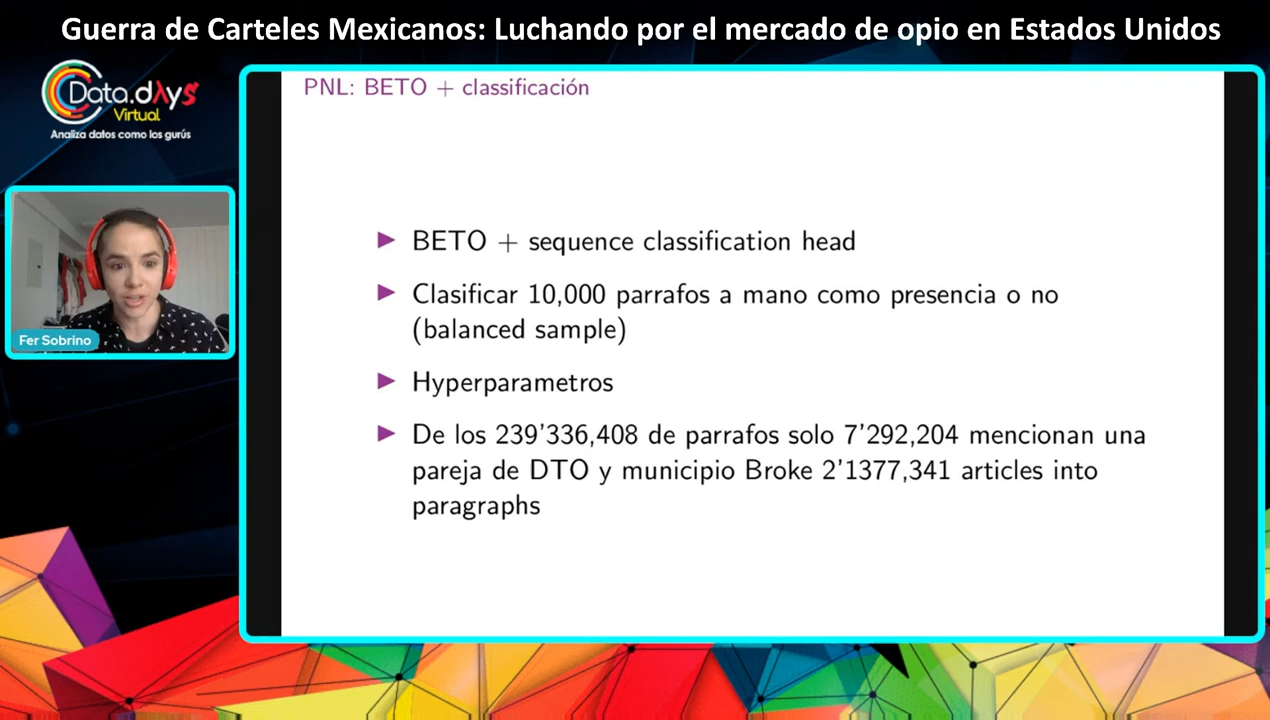 Guerra de Carteles Mexicanos: Luchando por el mercado de opio en Estados Unidos
Data.dAys
Virtual
Analiza datos como los gurús
PNL: BETO + classificación
BETO + sequence classification head
Clasificar 10,000 parrafos a mano como presencia o no
(balanced sample)
Hyperparametros
De los 239'336,408 de parrafos solo 7'292,204 mencionan una
pareja de DTO y municipio Broke 2'1377,341 articles into
paragraphs
Fer Sobrino